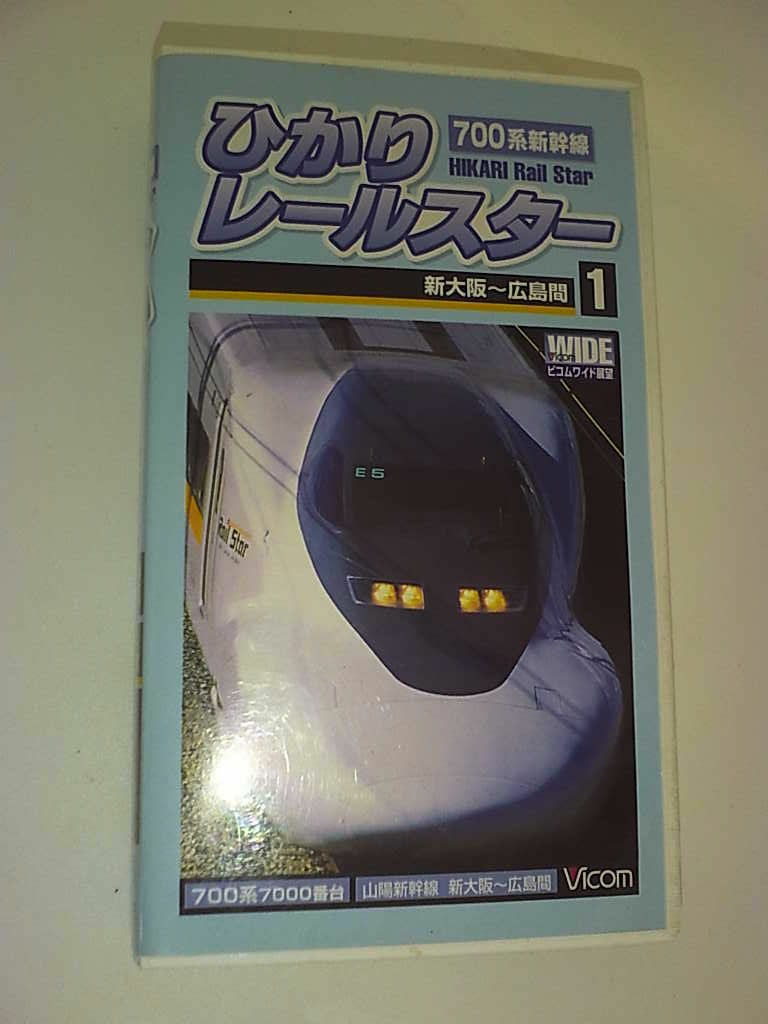 700系新幹線
ひかり
HIKARI Rail Star
レールスター
新大阪～広島間 1
WIDE
Vicom
ビコムワイド展望
E5
Rail Star
700系7000番台 山陽新幹線 新大阪～広島間 Vicom